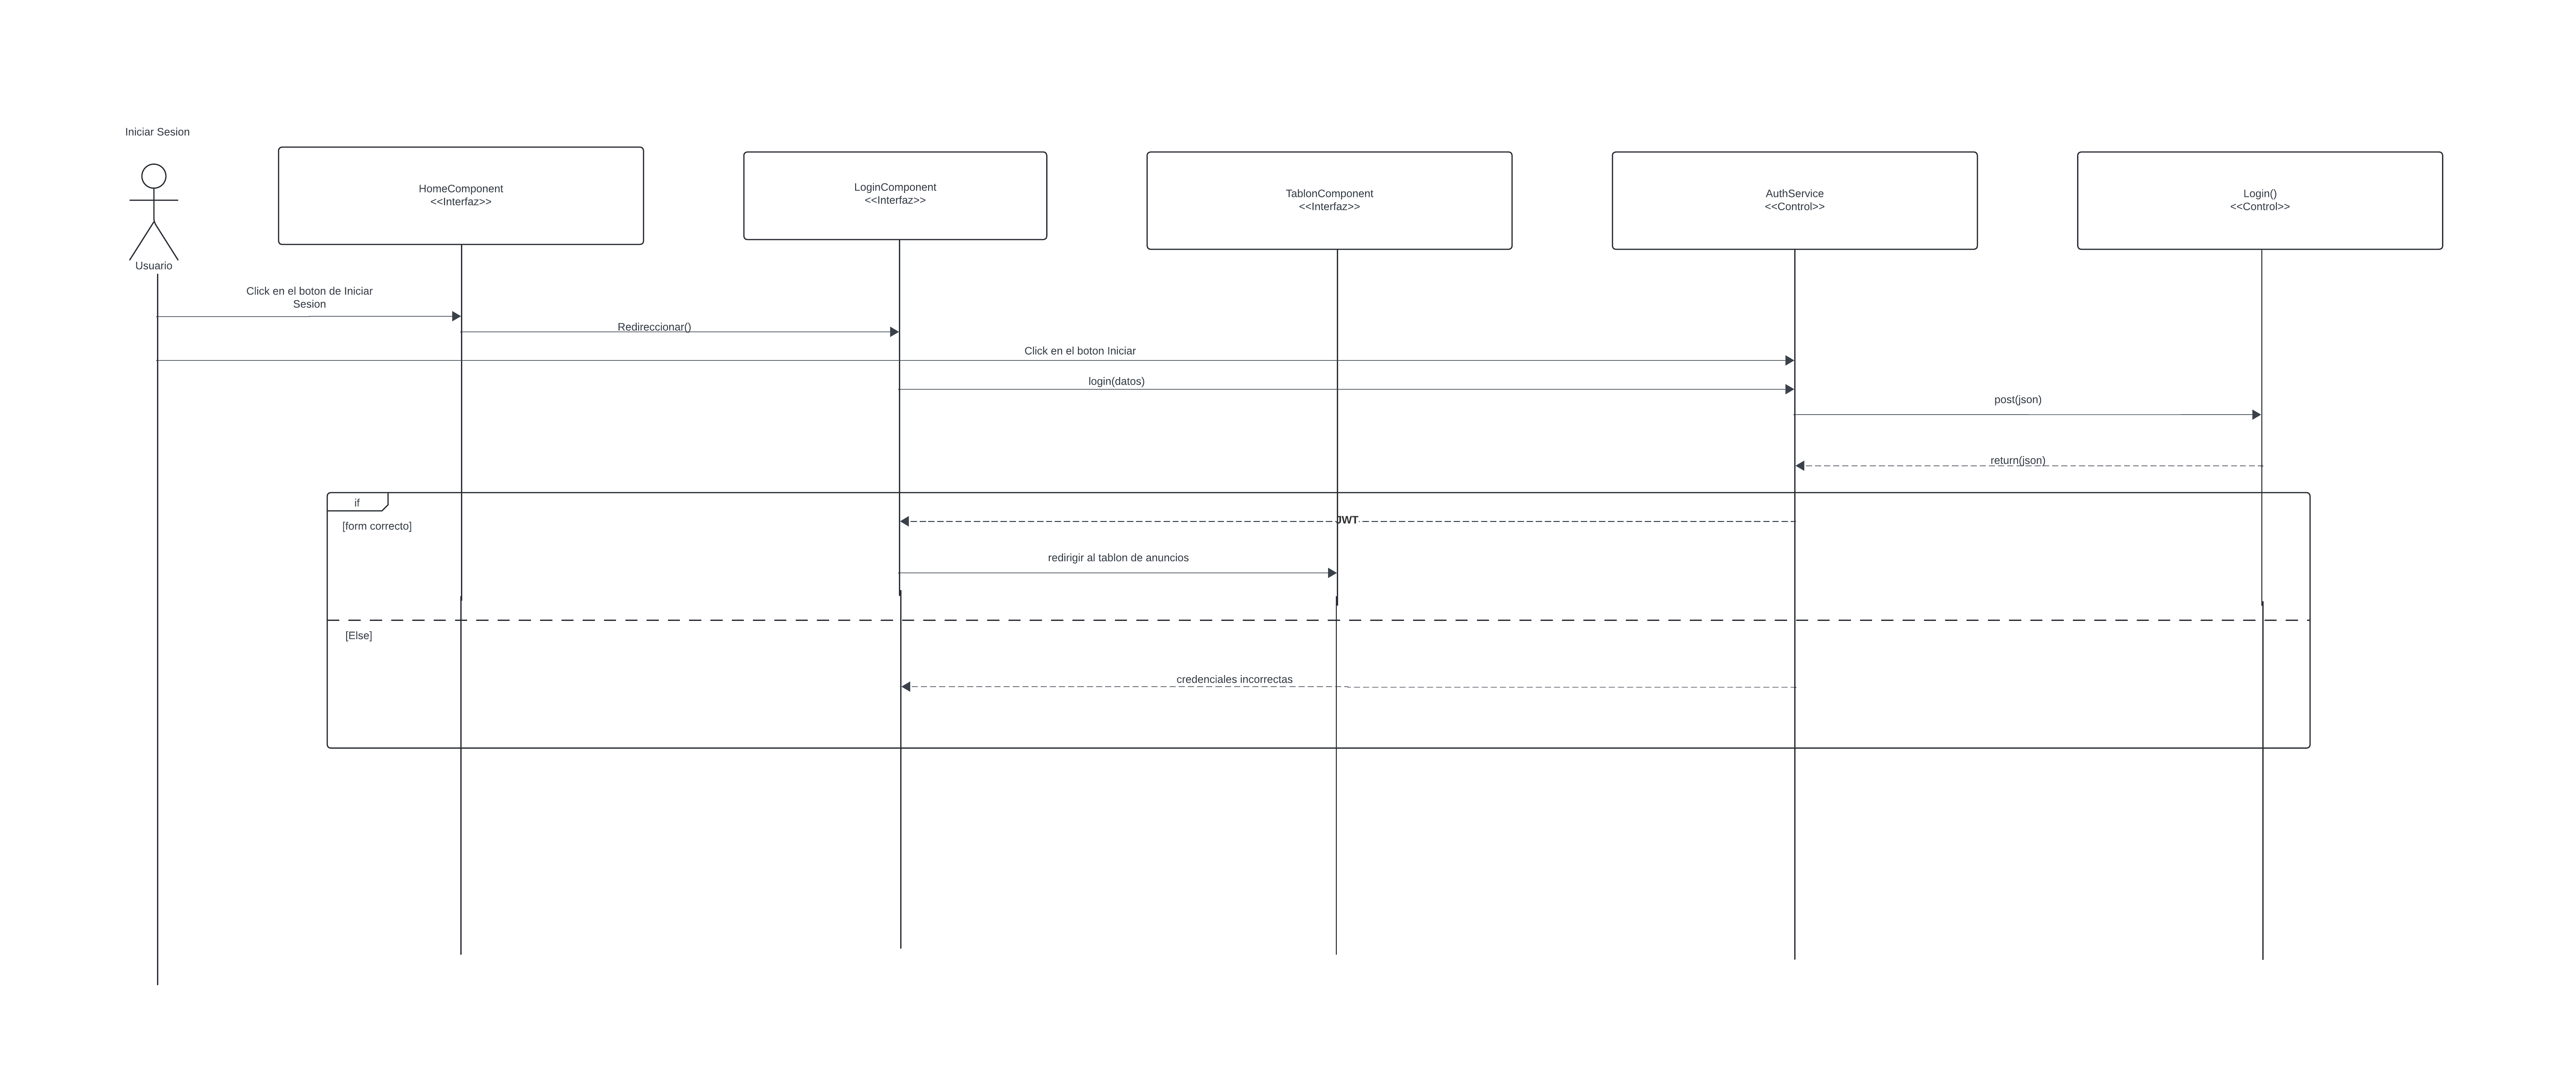 Iniciar Sesion
HomeComponent
<<Interfaz>>
LoginComponent
<<Interfaz>>
TablonComponent
<<Interfaz>>
AuthService
<<Control>>
Login()
<<Control>>
Usuario
Click en el boton de Iniciar
Sesion
Redireccionar()
Click en el boton Iniciar
login(datos)
post(json)
return(json)
if
[form correcto]
JWT
redirigir al tablon de anuncios
[Else]
credenciales incorrectas